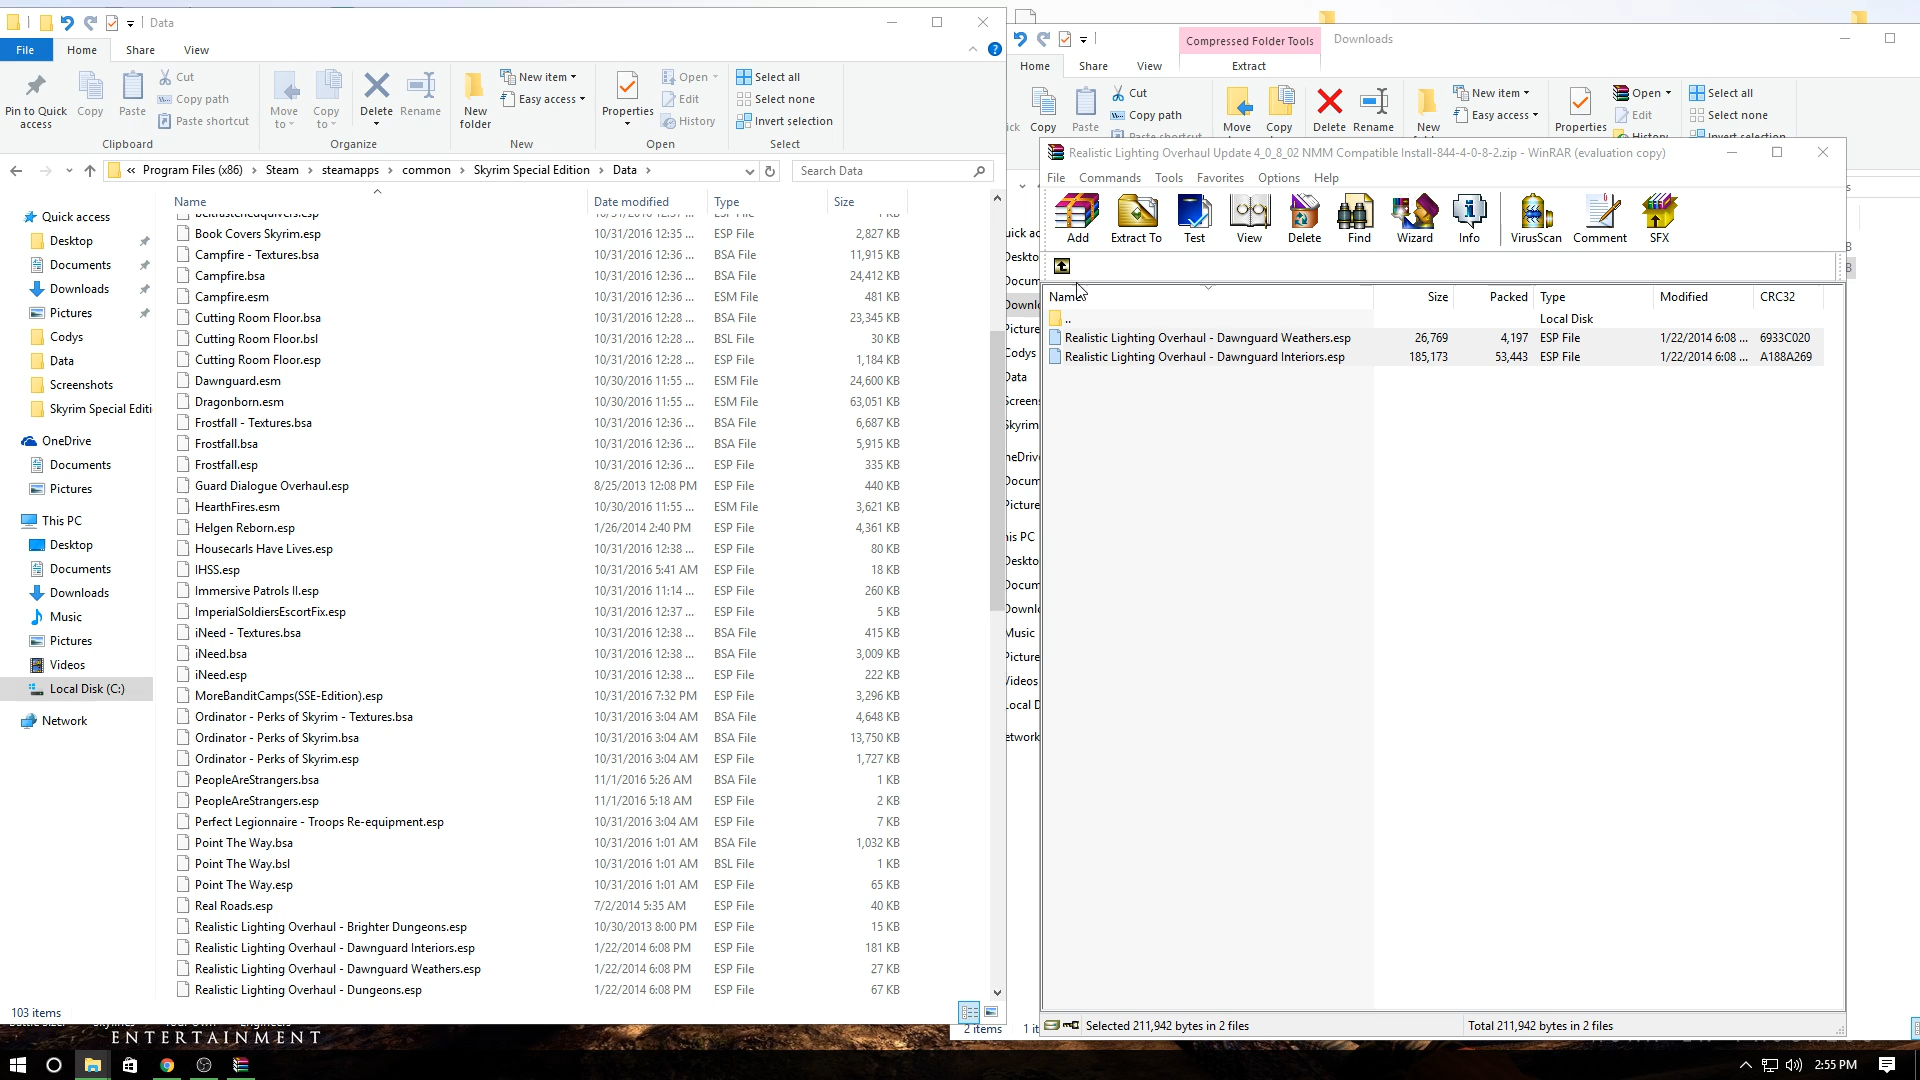 Data
File Home Share View
Pin to Quick access Copy Paste Cut Copy path Paste shortcut Move to Copy to Delete Rename New folder New item Easy access Properties Open Edit History Select all Select none Invert selection
Clipboard Organize New Open Select
« Program Files (x86) › Steam › steamapps › common › Skyrim Special Edition › Data ›
Search Data
Quick access
Desktop
Documents
Downloads
Pictures
Codys
Data
Screenshots
Skyrim Special Editi
OneDrive
Documents
Pictures
This PC
Desktop
Documents
Downloads
Music
Pictures
Videos
Local Disk (C:)
Network
Name Date modified Type Size
Book Covers Skyrim.esp 10/31/2016 12:35 ... ESP File 2,827 KB
Campfire - Textures.bsa 10/31/2016 12:36 ... BSA File 11,915 KB
Campfire.bsa 10/31/2016 12:36 ... BSA File 24,412 KB
Campfire.esm 10/31/2016 12:36 ... ESM File 481 KB
Cutting Room Floor.bsa 10/31/2016 12:28 ... BSA File 23,345 KB
Cutting Room Floor.bsl 10/31/2016 12:28 ... BSL File 30 KB
Cutting Room Floor.esp 10/31/2016 12:28 ... ESP File 1,184 KB
Dawnguard.esm 10/30/2016 11:55 ... ESM File 24,600 KB
Dragonborn.esm 10/30/2016 11:55 ... ESM File 63,051 KB
Frostfall - Textures.bsa 10/31/2016 12:36 ... BSA File 6,687 KB
Frostfall.bsa 10/31/2016 12:36 ... BSA File 5,915 KB
Frostfall.esp 10/31/2016 12:36 ... ESP File 335 KB
Guard Dialogue Overhaul.esp 8/25/2013 12:08 PM ESP File 440 KB
HearthFires.esm 10/30/2016 11:55 ... ESM File 3,621 KB
Helgen Reborn.esp 1/26/2014 2:40 PM ESP File 4,361 KB
Housecarls Have Lives.esp 10/31/2016 12:38 ... ESP File 80 KB
IHSS.esp 10/31/2016 5:41 AM ESP File 18 KB
Immersive Patrols II.esp 10/31/2016 11:14 ... ESP File 260 KB
ImperialSoldiersEscortFix.esp 10/31/2016 12:37 ... ESP File 5 KB
iNeed - Textures.bsa 10/31/2016 12:38 ... BSA File 415 KB
iNeed.bsa 10/31/2016 12:38 ... BSA File 3,009 KB
iNeed.esp 10/31/2016 12:38 ... ESP File 222 KB
MoreBanditCamps(SSE-Edition).esp 10/31/2016 7:32 PM ESP File 3,296 KB
Ordinator - Perks of Skyrim - Textures.bsa 10/31/2016 3:04 AM BSA File 4,648 KB
Ordinator - Perks of Skyrim.bsa 10/31/2016 3:04 AM BSA File 13,750 KB
Ordinator - Perks of Skyrim.esp 10/31/2016 3:04 AM ESP File 1,727 KB
PeopleAreStrangers.bsa 11/1/2016 5:26 AM BSA File 1 KB
PeopleAreStrangers.esp 11/1/2016 5:18 AM ESP File 2 KB
Perfect Legionnaire - Troops Re-equipment.esp 10/31/2016 3:04 AM ESP File 7 KB
Point The Way.bsa 10/31/2016 1:01 AM BSA File 1,032 KB
Point The Way.bsl 10/31/2016 1:01 AM BSL File 1 KB
Point The Way.esp 10/31/2016 1:01 AM ESP File 65 KB
Real Roads.esp 7/2/2014 5:35 AM ESP File 40 KB
Realistic Lighting Overhaul - Brighter Dungeons.esp 10/30/2013 8:00 PM ESP File 15 KB
Realistic Lighting Overhaul - Dawnguard Interiors.esp 1/22/2014 6:08 PM ESP File 181 KB
Realistic Lighting Overhaul - Dawnguard Weathers.esp 1/22/2014 6:08 PM ESP File 27 KB
Realistic Lighting Overhaul - Dungeons.esp 1/22/2014 6:08 PM ESP File 67 KB
103 items
Compressed Folder Tools Downloads
Home Share View Extract
Copy Paste Cut Copy path Move Copy Delete Rename New New item Easy access Properties Open Edit Select all Select none
Realistic Lighting Overhaul Update 4_0_8_02 NMM Compatible Install-844-4-0-8-2.zip - WinRAR (evaluation copy)
File Commands Tools Favorites Options Help
Add Extract To Test View Delete Find Wizard Info VirusScan Comment SFX
Name Size Packed Type Modified CRC32
.. Local Disk
Realistic Lighting Overhaul - Dawnguard Weathers.esp 26,769 4,197 ESP File 1/22/2014 6:08 ... 6933C020
Realistic Lighting Overhaul - Dawnguard Interiors.esp 185,173 53,443 ESP File 1/22/2014 6:08 ... A188A269
Selected 211,942 bytes in 2 files Total 211,942 bytes in 2 files
2 items
ENTERTAINMENT
2:55 PM